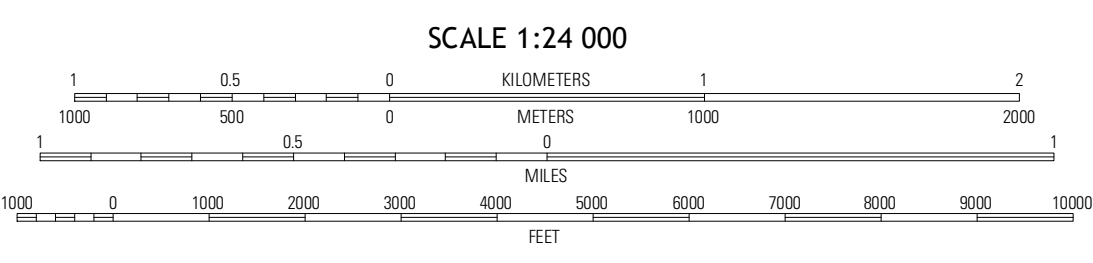 SCALE 1:24 000
1 0.5 0 KILOMETERS 1 2
1000 500 0 METERS 1000 2000
1 0.5 0 1
MILES
1000 0 1000 2000 3000 4000 5000 6000 7000 8000 9000 10000
FEET